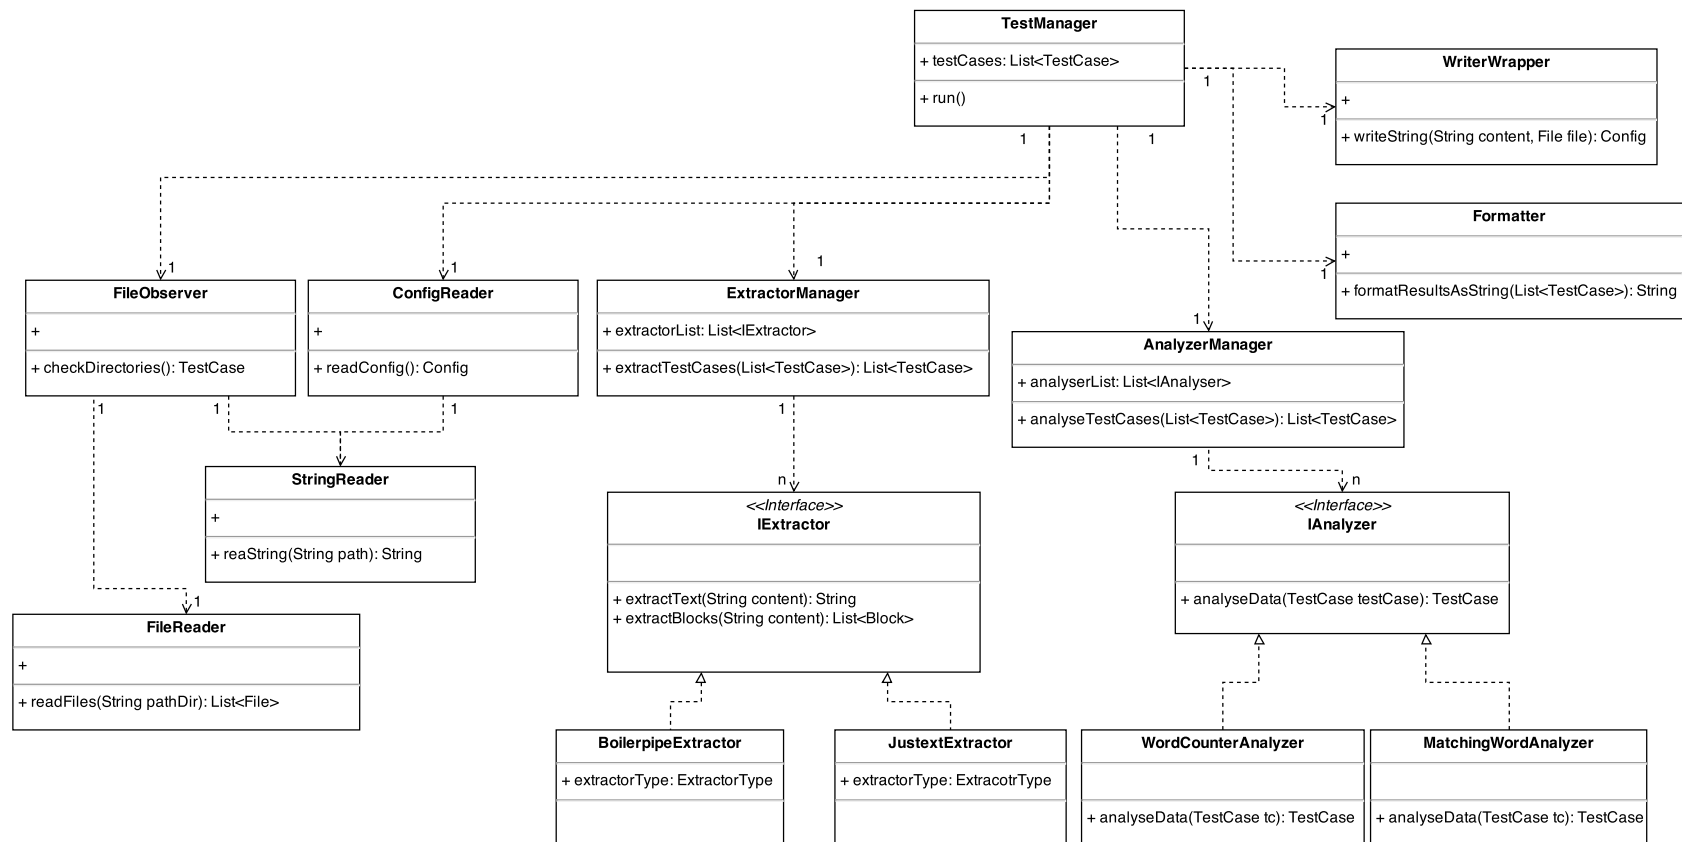 TestManager
+ testCases: List<TestCase>
+ run()
1
1
1
WriterWrapper
+
+ writeString(String content, File file): Config
1
Formatter
+
+ formatResultsAsString(List<TestCase>): String
1
1
FileObserver
+
+ checkDirectories(): TestCase
1
1
1
ConfigReader
+
+ readConfig(): Config
1
1
ExtractorManager
+ extractorList: List<IExtractor>
+ extractTestCases(List<TestCase>): List<TestCase>
1
1
AnalyzerManager
+ analyserList: List<IAnalyser>
+ analyseTestCases(List<TestCase>): List<TestCase>
1
StringReader
+
+ reaString(String path): String
1
FileReader
+
+ readFiles(String pathDir): List<File>
n
<<Interface>>
IExtractor
+ extractText(String content): String
+ extractBlocks(String content): List<Block>
n
<<Interface>>
IAnalyzer
+ analyseData(TestCase testCase): TestCase
BoilerpipeExtractor
+ extractorType: ExtractorType
JustextExtractor
+ extractorType: ExtracotrType
WordCounterAnalyzer
+ analyseData(TestCase tc): TestCase
MatchingWordAnalyzer
+ analyseData(TestCase tc): TestCase